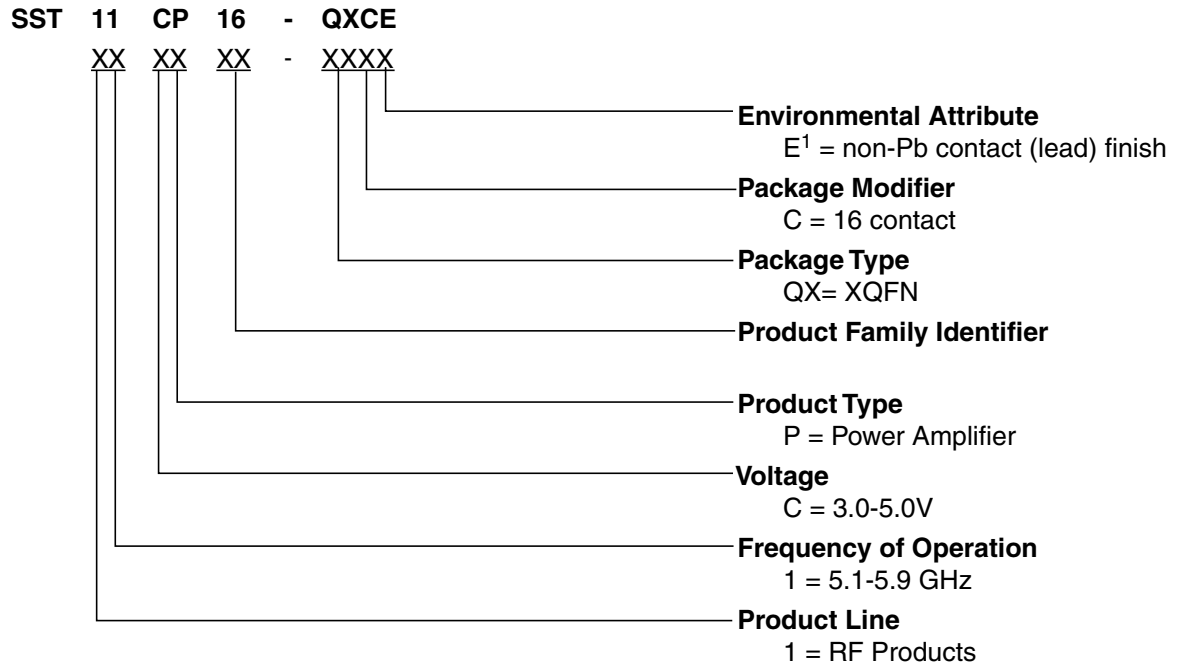 SST 11 CP 16 - QXCE
XX XX XX - XXXX
Environmental Attribute
E¹ = non-Pb contact (lead) finish
Package Modifier
C = 16 contact
Package Type
QX= XQFN
Product Family Identifier
Product Type
P = Power Amplifier
Voltage
C = 3.0-5.0V
Frequency of Operation
1 = 5.1-5.9 GHz
Product Line
1 = RF Products